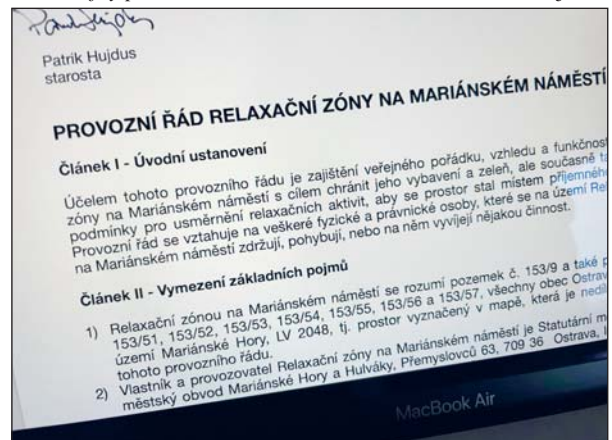 Patrik Hujdus
starosta
PROVOZNÍ ŘÁD RELAXAČNÍ ZÓNY NA MARIÁNSKÉM NÁMĚSTÍ
Článek I - Úvodní ustanovení
Účelem tohoto provozního řádu je zajištění veřejného pořádku, vzhledu a funkčnost
zóny na Mariánském náměstí s cílem chránit jeho vybavení a zeleň, ale současně
podmínky pro usměrnění relaxačních aktivit, aby se prostor stal místem příjemného
Provozní řád se vztahuje na veškeré fyzické a právnické osoby, které se na území Re
na Mariánském náměstí zdržují, pohybují, nebo na něm vyvíjejí nějakou činnost.
Článek II - Vymezení základních pojmů
1) Relaxační zónou na Mariánském náměstí se rozumí pozemek č. 153/9 a také p
153/51, 153/52, 153/53, 153/54, 153/55, 153/56 a 153/57, všechny obec Ostrav
území Mariánské Hory, LV 2048, tj. prostor vyznačený v mapě, která je nedíl
tohoto provozního řádu.
2) Vlastník a provozovatel Relaxační zóny na Mariánském náměstí je Statutární m
městský obvod Mariánské Hory a Hulváky, Přemyslovců 63, 709 36 Ostrava,
MacBook Air